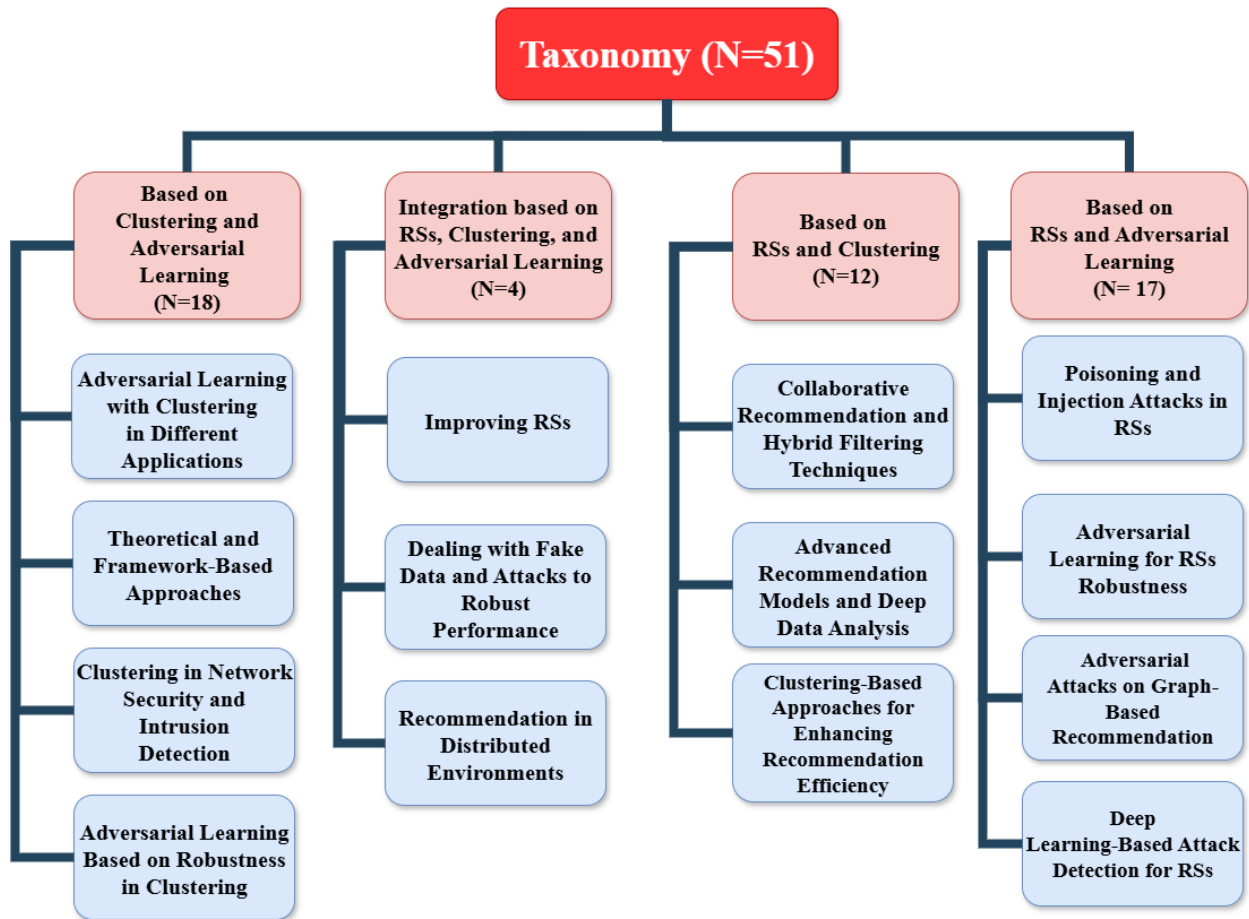 Taxonomy (N=51)
Based on
Clustering and
Adversarial
Learning
(N=18)
Adversarial Learning
with Clustering
in Different
Applications
Theoretical and
Framework-Based
Approaches
Clustering in Network
Security and
Intrusion
Detection
Adversarial Learning
Based on Robustness
in Clustering
Integration based on
RSs, Clustering, and
Adversarial Learning
(N=4)
Improving RSs
Dealing with Fake
Data and Attacks to
Robust
Performance
Recommendation in
Distributed
Environments
Based on
RSs and Clustering
(N=12)
Collaborative
Recommendation and
Hybrid Filtering
Techniques
Advanced
Recommendation
Models and Deep
Data Analysis
Clustering-Based
Approaches for
Enhancing
Recommendation
Efficiency
Based on
RSs and Adversarial
Learning
(N= 17)
Poisoning and
Injection Attacks in
RSs
Adversarial
Learning for RSs
Robustness
Adversarial
Attacks on Graph-
Based
Recommendation
Deep
Learning-Based Attack
Detection for RSs